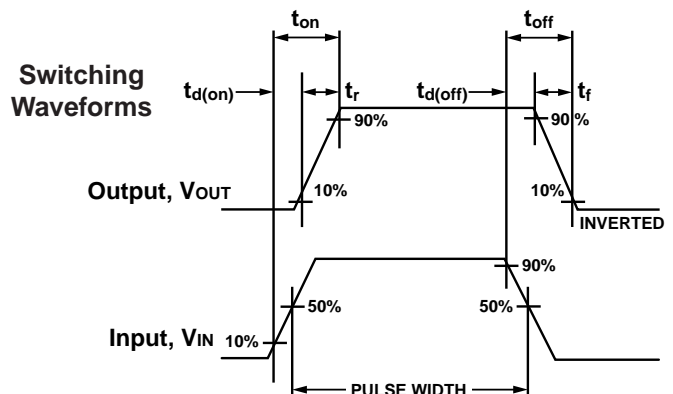 ton toff
Switching
Waveforms
td(on) tr td(off) tf
90% 90%
Output, VOUT 10% 10%
INVERTED
90%
50% 50%
Input, VIN 10%
PULSE WIDTH